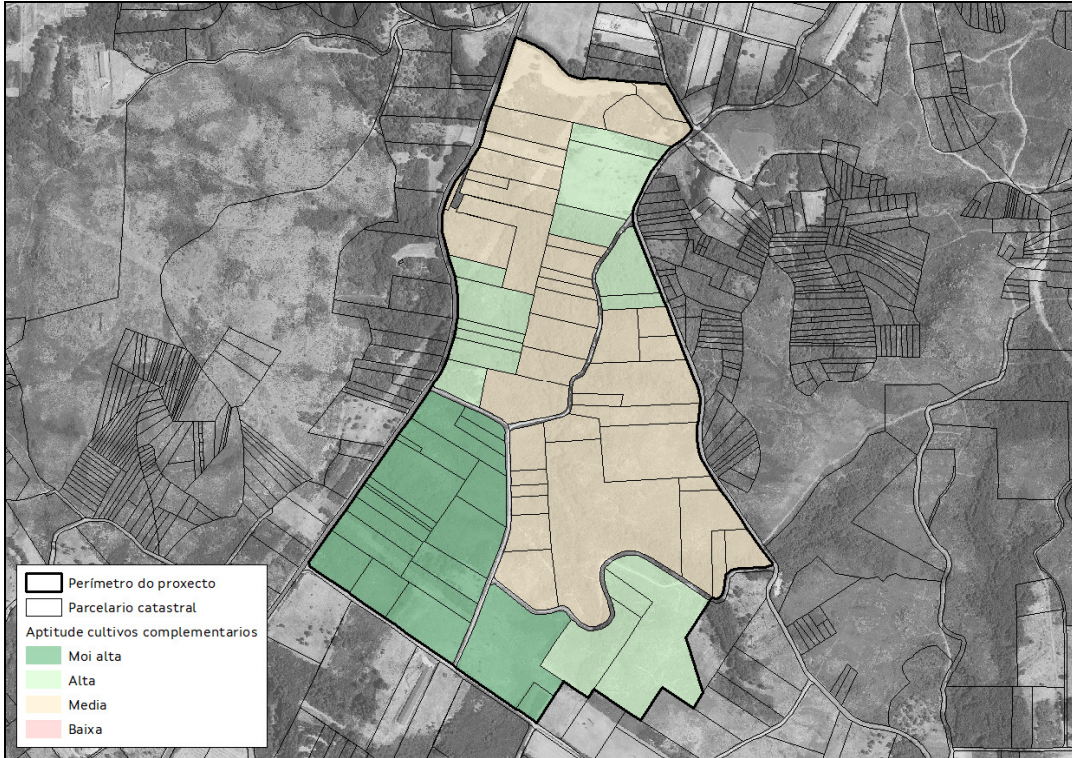 Perímetro do proxecto
Parcelario catastral
Aptitude cultivos complementarios
Moi alta
Alta
Media
Baixa